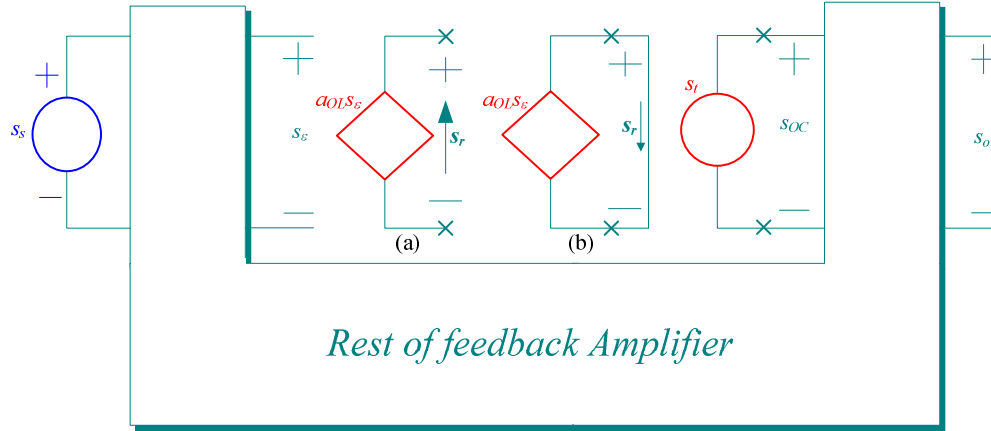 s_s
+
−
+
s_ε
−
a_OL s_ε
+
s_r
−
(a)
a_OL s_ε
+
s_r
−
(b)
s_t
+
s_OC
−
+
s_o
−
Rest of feedback Amplifier